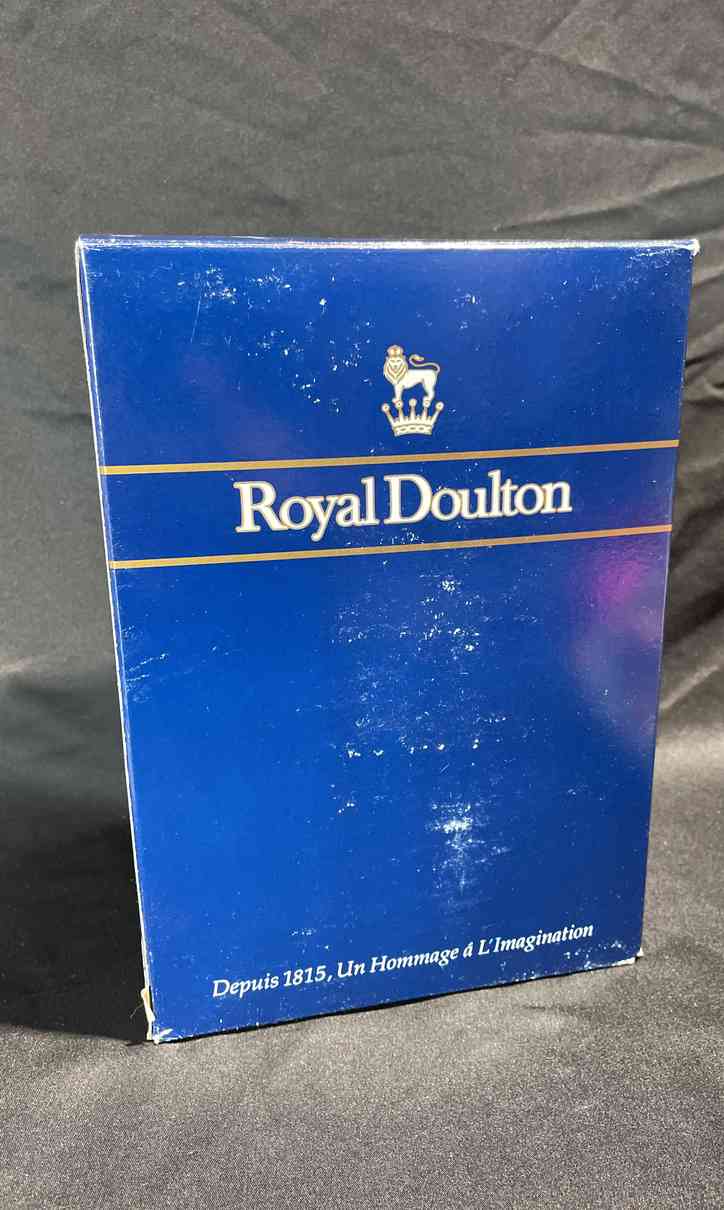 Royal Doulton
Depuis 1815, Un Hommage á L'Imagination